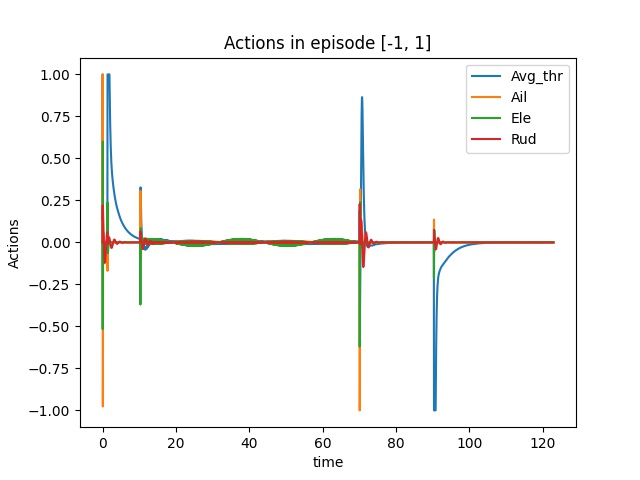 Actions in episode [-1, 1]
1.00
0.75
0.50
0.25
0.00
−0.25
−0.50
−0.75
−1.00
Actions
0 20 40 60 80 100 120
time
Avg_thr
Ail
Ele
Rud